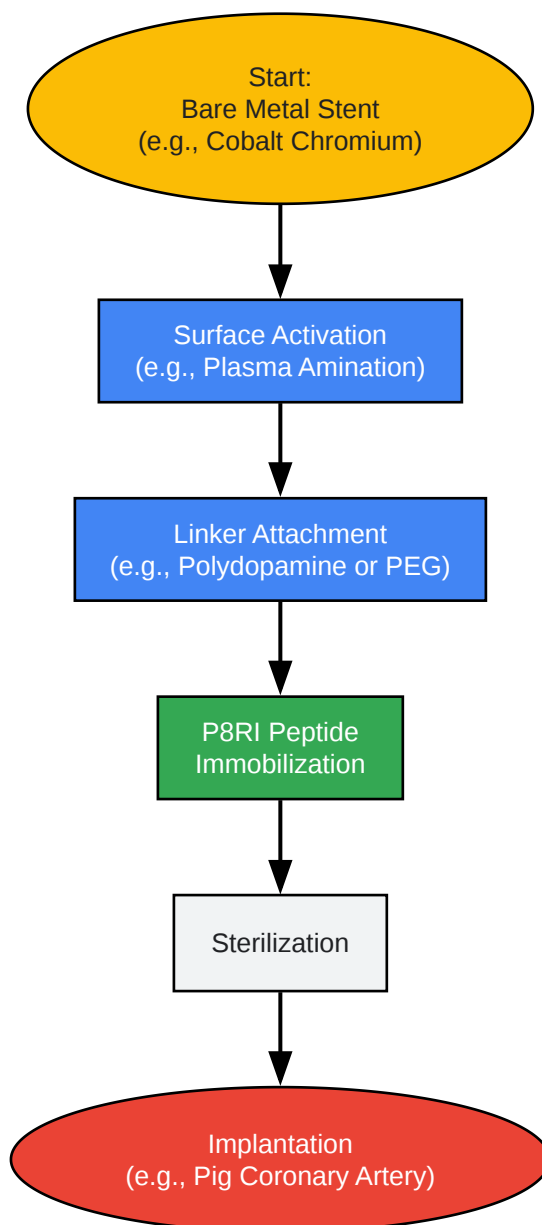 Start:
Bare Metal Stent
(e.g., Cobalt Chromium)
Surface Activation
(e.g., Plasma Amination)
Linker Attachment
(e.g., Polydopamine or PEG)
P8RI Peptide
Immobilization
Sterilization
Implantation
(e.g., Pig Coronary Artery)